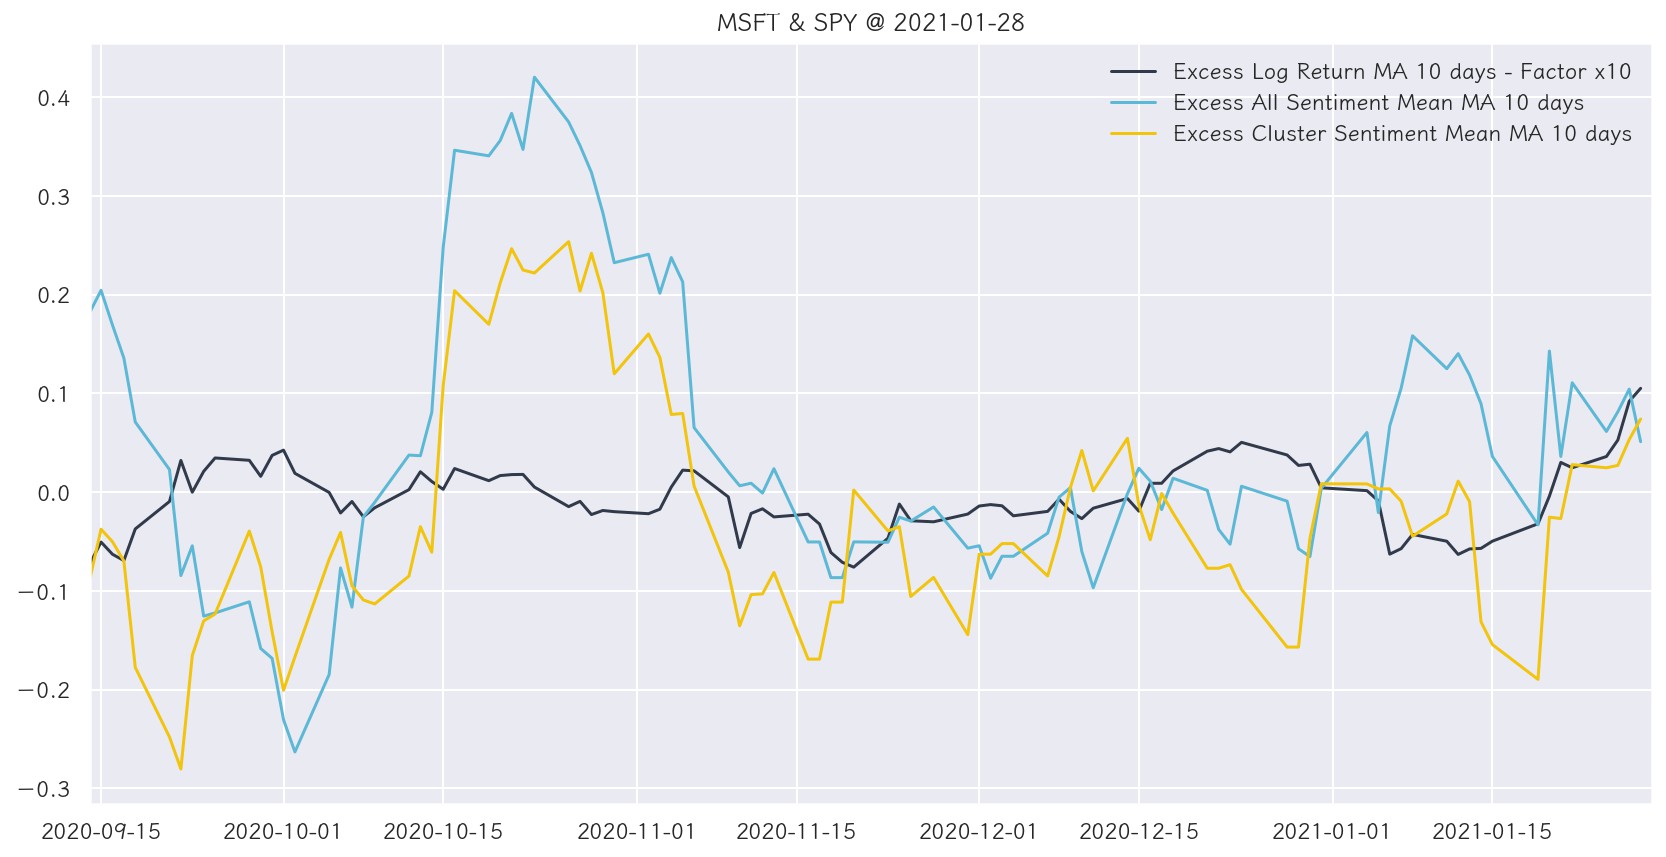 MSFT & SPY @ 2021-01-28
Excess Log Return MA 10 days - Factor x10
Excess All Sentiment Mean MA 10 days
Excess Cluster Sentiment Mean MA 10 days
0.4
0.3
0.2
0.1
0.0
−0.1
−0.2
−0.3
2020-09-15 2020-10-01 2020-10-15 2020-11-01 2020-11-15 2020-12-01 2020-12-15 2021-01-01 2021-01-15